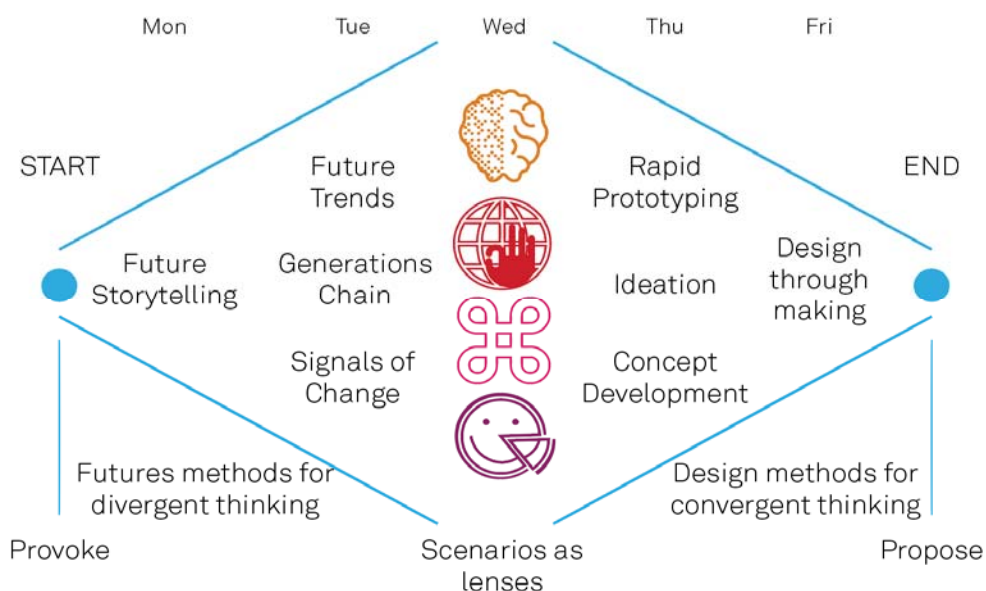 Mon Tue Wed Thu Fri
START
END
Future
Trends
Rapid
Prototyping
Future
Storytelling
Generations
Chain
Ideation
Design
through
making
Signals of
Change
Concept
Development
Futures methods for
divergent thinking
Design methods for
convergent thinking
Provoke
Scenarios as
lenses
Propose